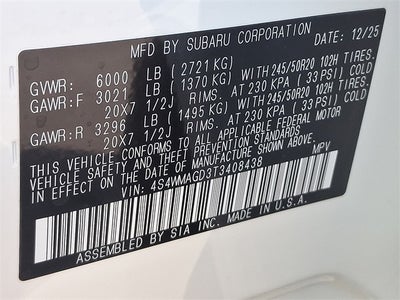 MFD BY SUBARU CORPORATION DATE: 12/25
GVWR: 6000 LB (2721 KG)
GAWR:F 3021 LB (1370 KG) WITH 245/50R20 102H TIRES.
20X7 1/2J RIMS. AT 230 KPA ( 33 PSI) COLD
GAWR:R 3296 LB (1495 KG) WITH 245/50R20 102H TIRES.
20X7 1/2J RIMS. AT 230 KPA ( 33 PSI) COLD
THIS VEHICLE CONFORMS TO ALL APPLICABLE FEDERAL MOTOR
VEHICLE SAFETY, BUMPER, AND THEFT PREVENTION STANDARDS
IN EFFECT ON THE DATE OF MANUFACTURE SHOWN ABOVE.
VIN: 4S4WMAGD3T3408438 MPV
ASSEMBLED BY SIA INC. MADE IN U.S.A.